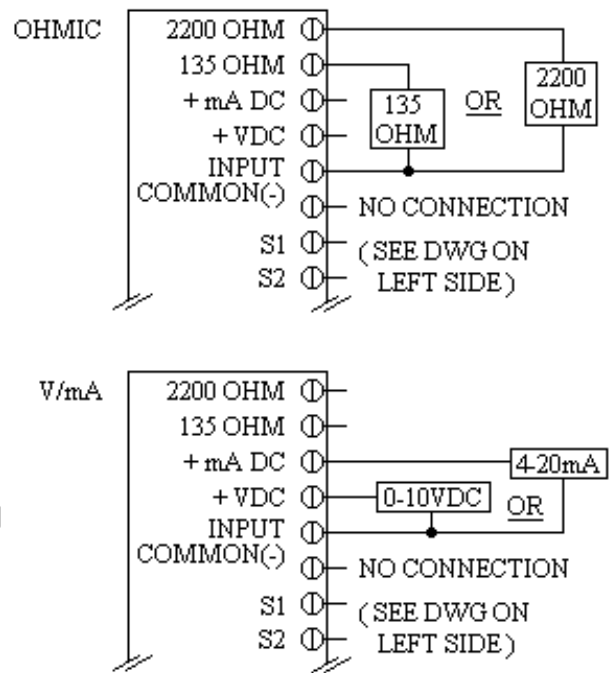 OHMIC
2200 OHM
135 OHM
+ mA DC
+ VDC
INPUT
COMMON(-)
S1
S2
135
OHM
OR
2200
OHM
NO CONNECTION
( SEE DWG ON
LEFT SIDE )
V/mA
2200 OHM
135 OHM
+ mA DC
+ VDC
INPUT
COMMON(-)
S1
S2
4-20mA
0-10VDC
OR
NO CONNECTION
( SEE DWG ON
LEFT SIDE )